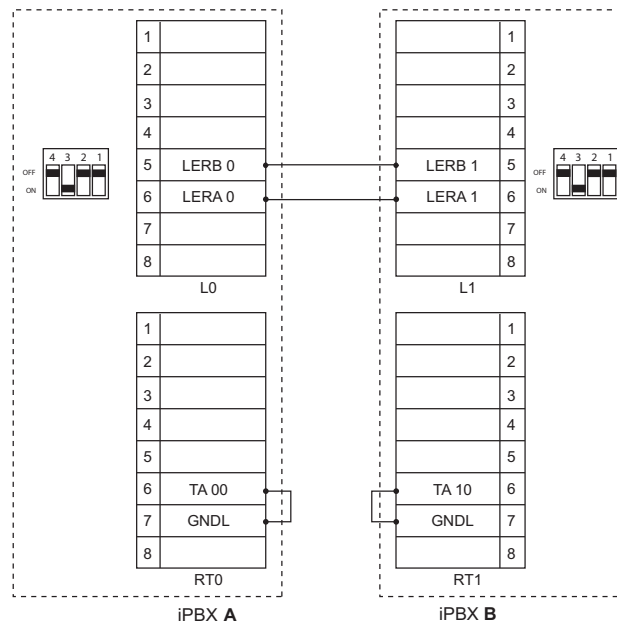 1 1
2 2
3 3
4 4
4 3 2 1
OFF
ON
5 LERB 0 LERB 1 5
4 3 2 1
OFF
ON
6 LERA 0 LERA 1 6
7 7
8 8
L0 L1
1 1
2 2
3 3
4 4
5 5
6 TA 00 TA 10 6
7 GNDL GNDL 7
8 8
RT0 RT1
iPBX A iPBX B